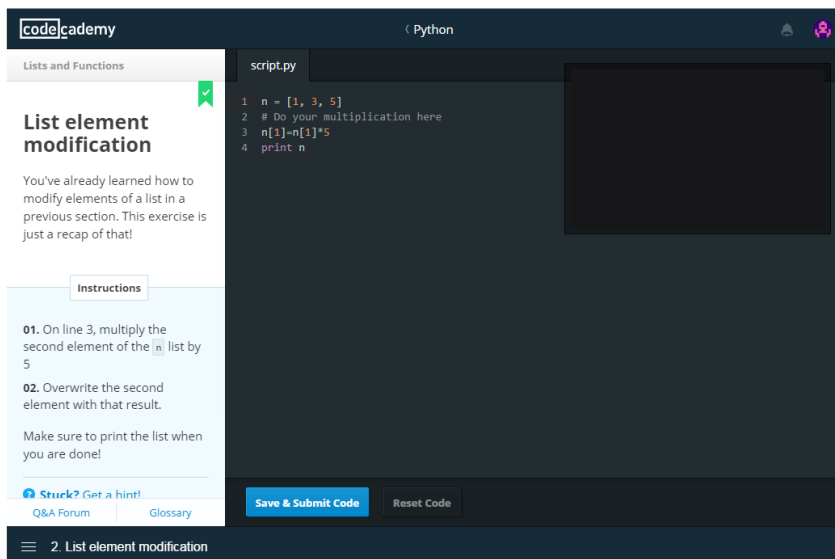 codecademy
‹ Python
Lists and Functions
List element
modification
You've already learned how to
modify elements of a list in a
previous section. This exercise is
just a recap of that!
Instructions
01. On line 3, multiply the
second element of the n list by
5
02. Overwrite the second
element with that result.
Make sure to print the list when
you are done!
Stuck? Get a hint!
Q&A Forum
Glossary
script.py
1 n = [1, 3, 5]
2 # Do your multiplication here
3 n[1]=n[1]*5
4 print n
Save & Submit Code
Reset Code
2. List element modification